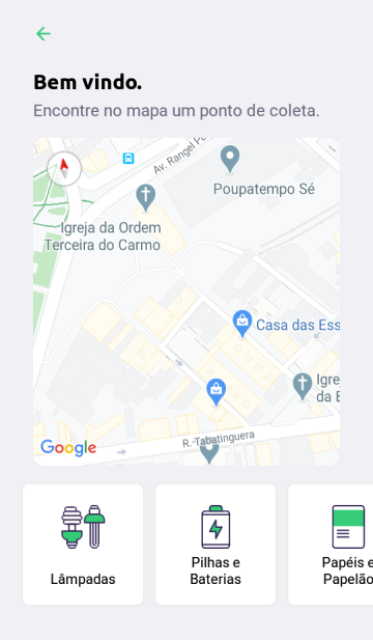 Bem vindo.
Encontre no mapa um ponto de coleta.
Av. Rangel Pe
Poupatempo Sé
Igreja da Ordem
Terceira do Carmo
Casa das Ess
Igre
da E
R. Tabatinguera
Google
Lâmpadas
Pilhas e
Baterias
Papéis e
Papelão